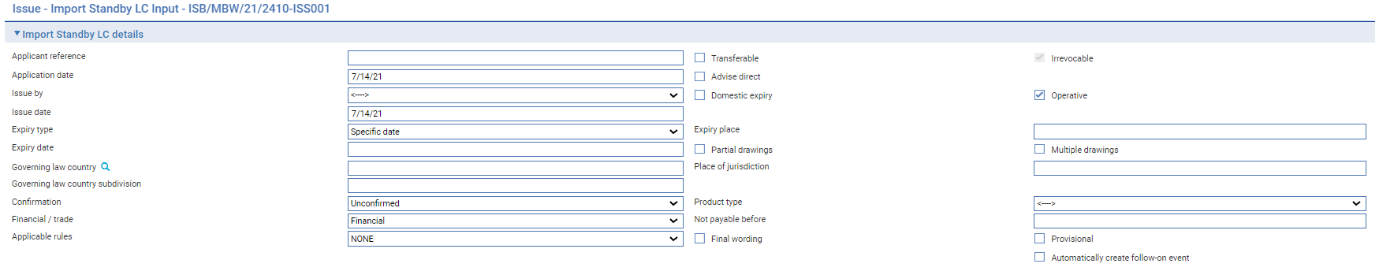 Issue - Import Standby LC Input - ISB/MBW/21/2410-ISS001
Import Standby LC details
Applicant reference Transferable Irrevocable
Application date 7/14/21 Advise direct
Issue by <---> Domestic expiry Operative
Issue date 7/14/21
Expiry type Specific date Expiry place
Expiry date Partial drawings Multiple drawings
Governing law country Place of jurisdiction
Governing law country subdivision
Confirmation Unconfirmed Product type <--->
Financial / trade Financial Not payable before
Applicable rules NONE Final wording Provisional
Automatically create follow-on event